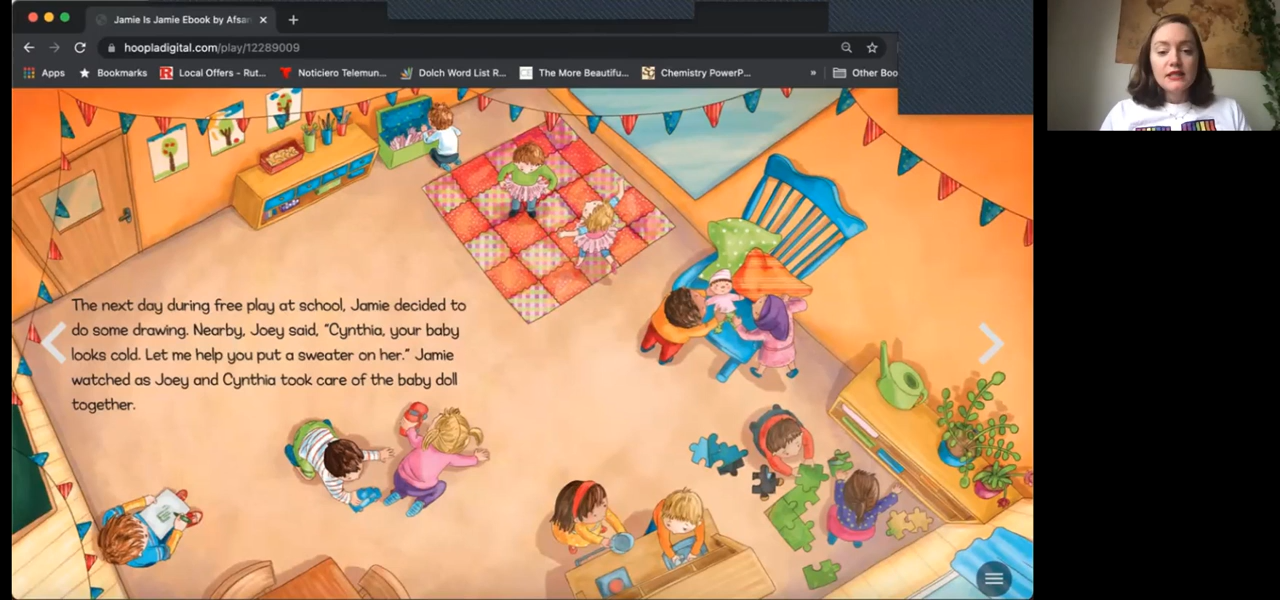 Jamie Is Jamie Ebook by Afsar
hoopladigital.com/play/12289009
Apps Bookmarks Local Offers - Rut... Noticiero Telemun... Dolch Word List R... The More Beautifu... Chemistry PowerP... » Other Boo
The next day during free play at school, Jamie decided to
do some drawing. Nearby, Joey said, "Cynthia, your baby
looks cold. Let me help you put a sweater on her." Jamie
watched as Joey and Cynthia took care of the baby doll
together.